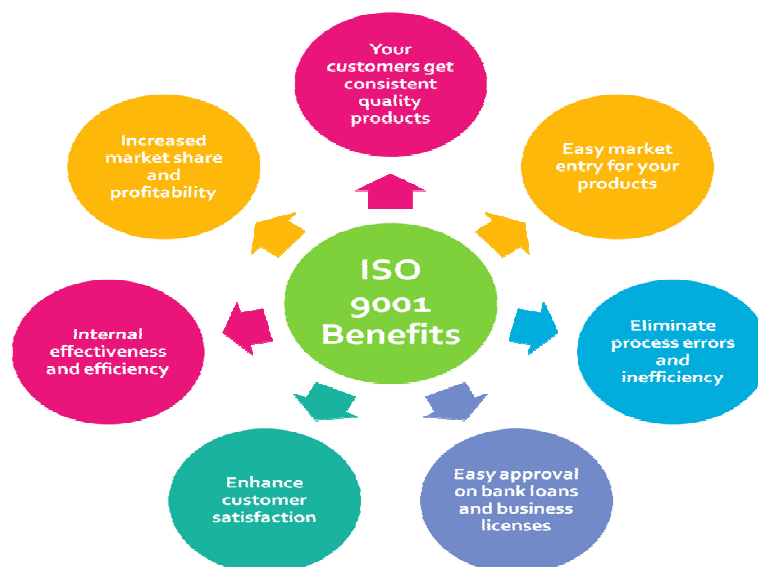 Your
customers get
consistent
quality
products
Easy market
entry for your
products
Eliminate
process errors
and
inefficiency
Easy approval
on bank loans
and business
licenses
Enhance
customer
satisfaction
Internal
effectiveness
and efficiency
Increased
market share
and
profitability
ISO
9001
Benefits